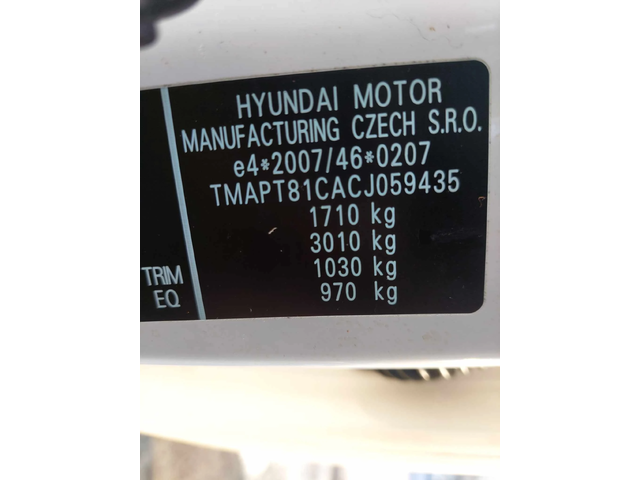 HYUNDAI MOTOR
MANUFACTURING CZECH S.R.O.
e4*2007/46*0207
TMAPT81CACJ059435
1710 kg
3010 kg
1030 kg
970 kg
TRIM
EQ